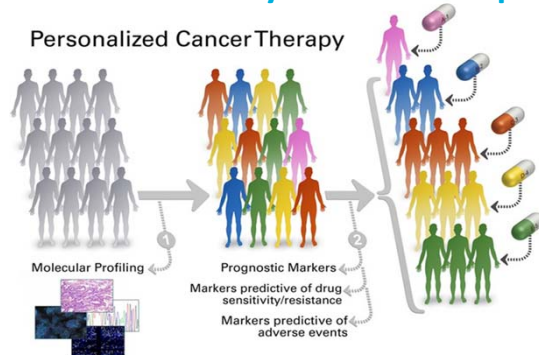 Personalized Cancer Therapy
1
2
Molecular Profiling
Prognostic Markers
Markers predictive of drug
sensitivity/resistance
Markers predictive of
adverse events